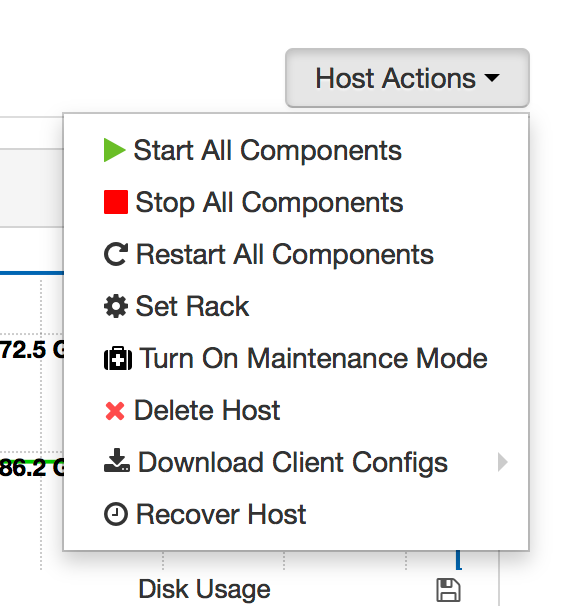 Host Actions
Start All Components
Stop All Components
Restart All Components
Set Rack
72.5
Turn On Maintenance Mode
Delete Host
Download Client Configs
86.2
Recover Host
Disk Usage